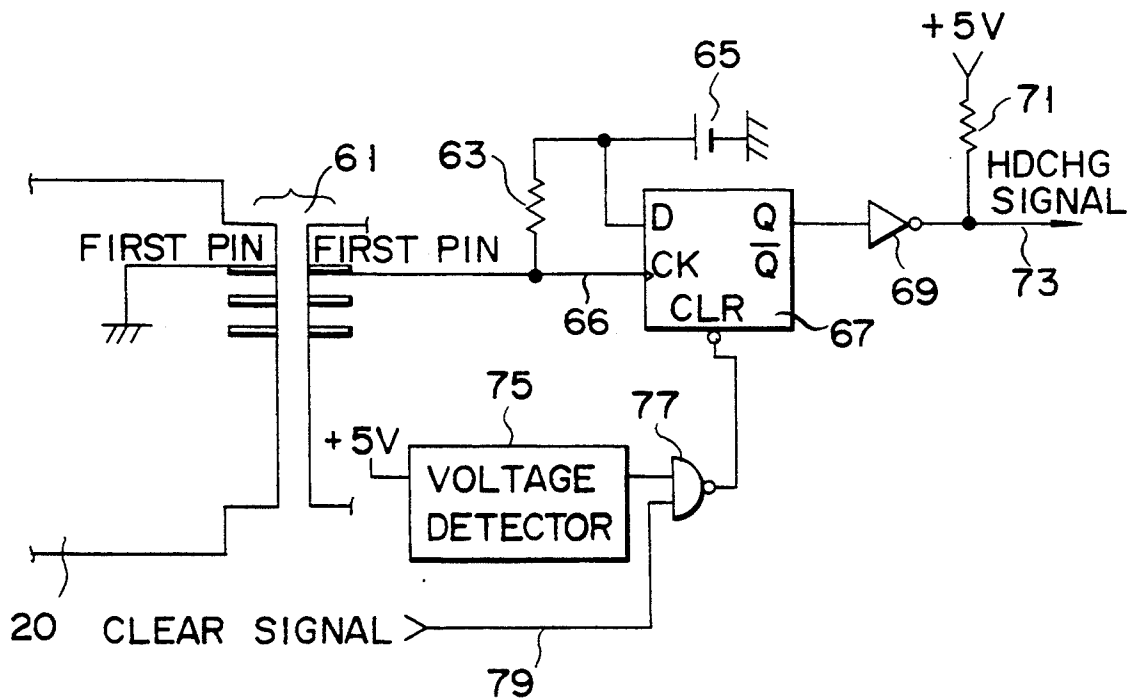 +5V
65
71
61
63
HDCHG
SIGNAL
D Q
FIRST PIN FIRST PIN
CK Q̅
66
69
73
CLR
67
75
77
+5V
VOLTAGE
DETECTOR
20 CLEAR SIGNAL
79